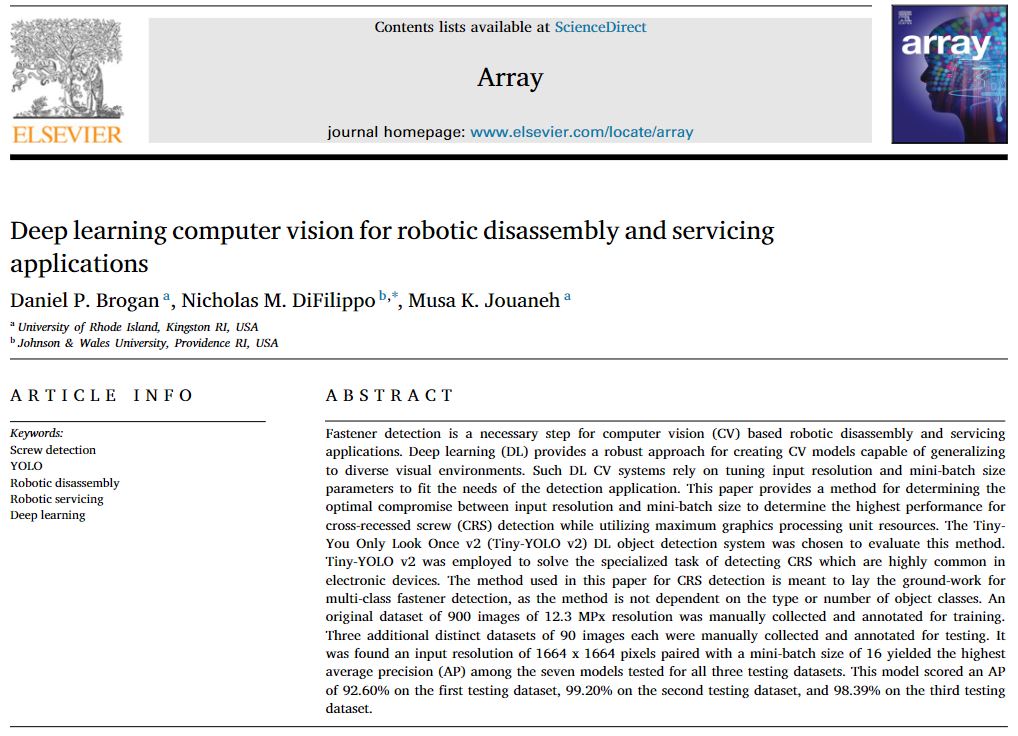 Contents lists available at ScienceDirect
Array
journal homepage: www.elsevier.com/locate/array
ELSEVIER
array
Deep learning computer vision for robotic disassembly and servicing
applications
Daniel P. Brogan a, Nicholas M. DiFilippo b,*, Musa K. Jouaneh a
a University of Rhode Island, Kingston RI, USA
b Johnson & Wales University, Providence RI, USA
ARTICLE INFO
Keywords:
Screw detection
YOLO
Robotic disassembly
Robotic servicing
Deep learning
ABSTRACT
Fastener detection is a necessary step for computer vision (CV) based robotic disassembly and servicing
applications. Deep learning (DL) provides a robust approach for creating CV models capable of generalizing
to diverse visual environments. Such DL CV systems rely on tuning input resolution and mini-batch size
parameters to fit the needs of the detection application. This paper provides a method for determining the
optimal compromise between input resolution and mini-batch size to determine the highest performance for
cross-recessed screw (CRS) detection while utilizing maximum graphics processing unit resources. The Tiny-
You Only Look Once v2 (Tiny-YOLO v2) DL object detection system was chosen to evaluate this method.
Tiny-YOLO v2 was employed to solve the specialized task of detecting CRS which are highly common in
electronic devices. The method used in this paper for CRS detection is meant to lay the ground-work for
multi-class fastener detection, as the method is not dependent on the type or number of object classes. An
original dataset of 900 images of 12.3 MPx resolution was manually collected and annotated for training.
Three additional distinct datasets of 90 images each were manually collected and annotated for testing. It
was found an input resolution of 1664 x 1664 pixels paired with a mini-batch size of 16 yielded the highest
average precision (AP) among the seven models tested for all three testing datasets. This model scored an AP
of 92.60% on the first testing dataset, 99.20% on the second testing dataset, and 98.39% on the third testing
dataset.